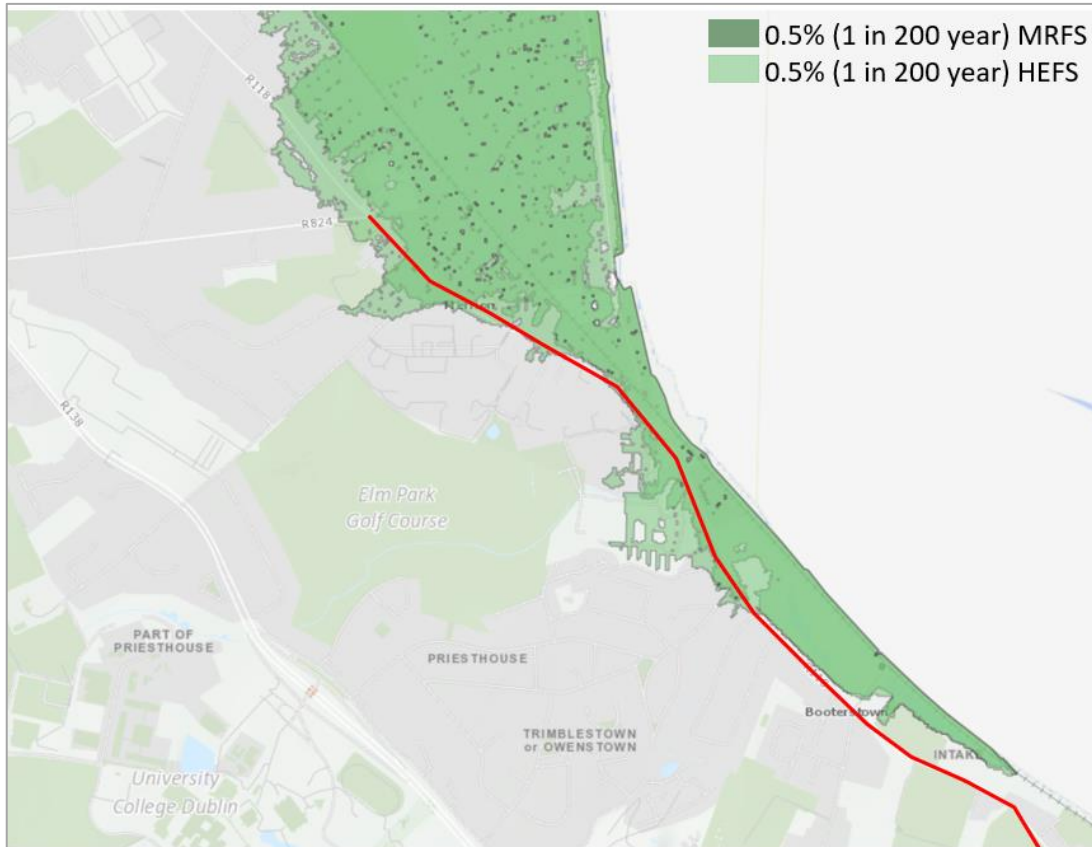 0.5% (1 in 200 year) MRFS
0.5% (1 in 200 year) HEFS
R118
R824
R138
Elm Park
Golf Course
PART OF
PRIESTHOUSE
PRIESTHOUSE
TRIMBLESTOWN
or OWENSTOWN
Booterstown
INTAKE
University
College Dublin